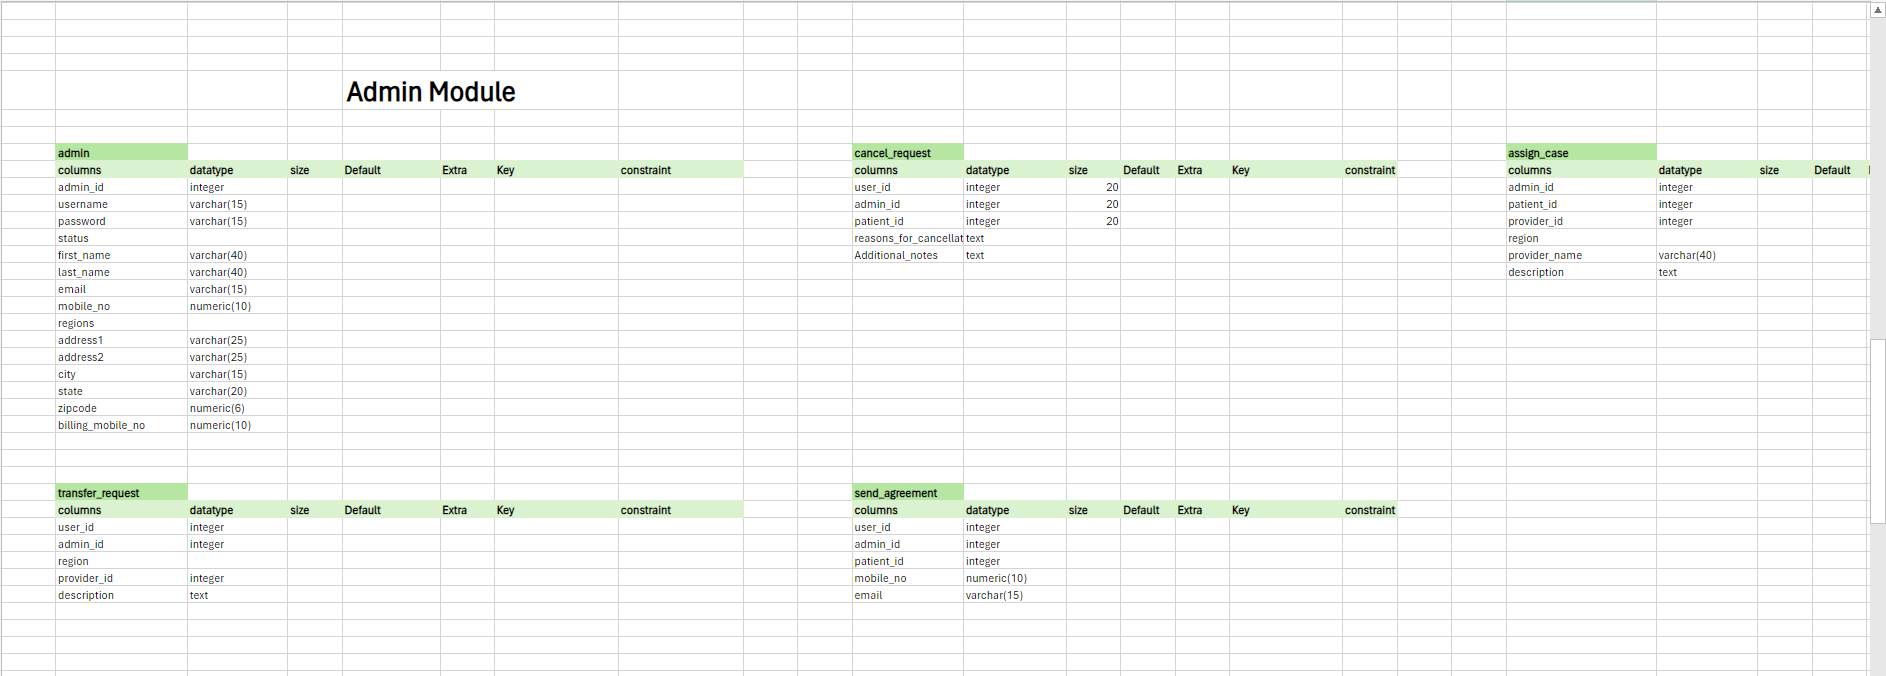 Admin Module
admin
columns datatype size Default Extra Key constraint
admin_id integer
username varchar(15)
password varchar(15)
status
first_name varchar(40)
last_name varchar(40)
email varchar(15)
mobile_no numeric(10)
regions
address1 varchar(25)
address2 varchar(25)
city varchar(15)
state varchar(20)
zipcode numeric(6)
billing_mobile_no numeric(10)
cancel_request
columns datatype size Default Extra Key constraint
user_id integer 20
admin_id integer 20
patient_id integer 20
reasons_for_cancellat text
Additional_notes text
assign_case
columns datatype size Default
admin_id integer
patient_id integer
provider_id integer
region
provider_name varchar(40)
description text
transfer_request
columns datatype size Default Extra Key constraint
user_id integer
admin_id integer
region
provider_id integer
description text
send_agreement
columns datatype size Default Extra Key constraint
user_id integer
admin_id integer
patient_id integer
mobile_no numeric(10)
email varchar(15)